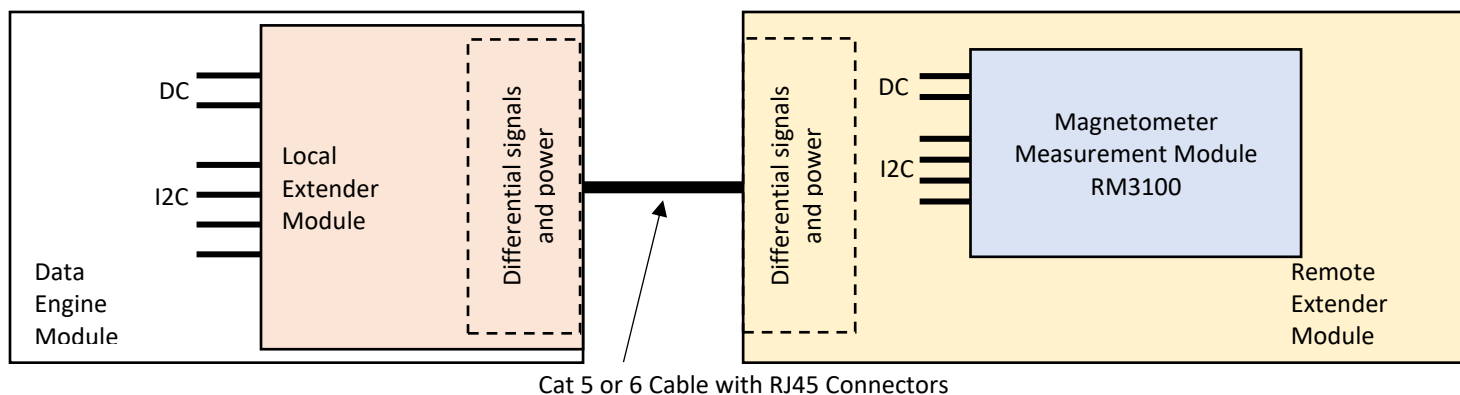 DC
I2C
Local
Extender
Module
Differential signals
and power
Data
Engine
Module
Differential signals
and power
DC
I2C
Magnetometer
Measurement Module
RM3100
Remote
Extender
Module
Cat 5 or 6 Cable with RJ45 Connectors